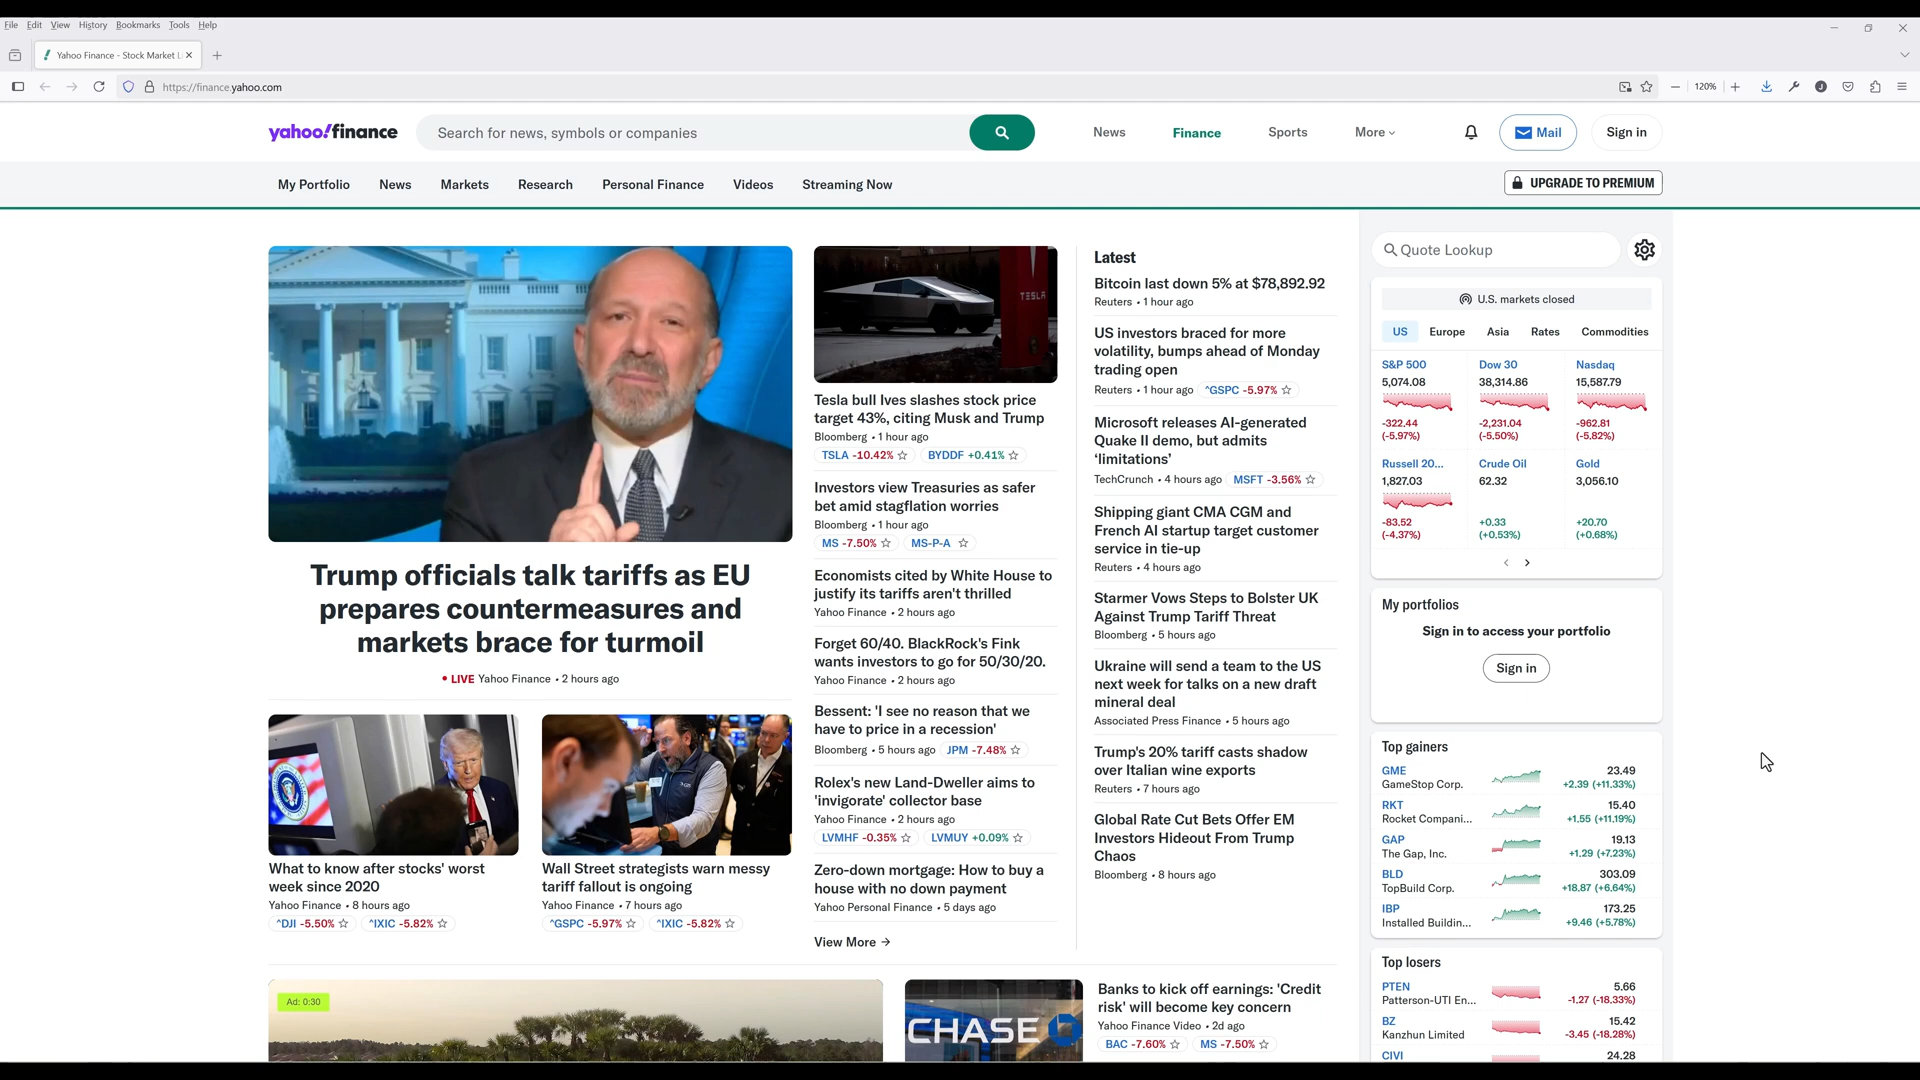 File Edit View History Bookmarks Tools Help
Yahoo Finance - Stock Market L
https://finance.yahoo.com
120%
yahoo!finance
Search for news, symbols or companies
News Finance Sports More
Mail
Sign in
My Portfolio News Markets Research Personal Finance Videos Streaming Now
UPGRADE TO PREMIUM
Trump officials talk tariffs as EU
prepares countermeasures and
markets brace for turmoil
• LIVE Yahoo Finance • 2 hours ago
What to know after stocks' worst
week since 2020
Yahoo Finance • 8 hours ago
^DJI -5.50% ^IXIC -5.82%
Wall Street strategists warn messy
tariff fallout is ongoing
Yahoo Finance • 7 hours ago
^GSPC -5.97% ^IXIC -5.82%
TESLA
Tesla bull Ives slashes stock price
target 43%, citing Musk and Trump
Bloomberg • 1 hour ago
TSLA -10.42% BYDDF +0.41%
Investors view Treasuries as safer
bet amid stagflation worries
Bloomberg • 1 hour ago
MS -7.50% MS-P-A
Economists cited by White House to
justify its tariffs aren't thrilled
Yahoo Finance • 2 hours ago
Forget 60/40. BlackRock's Fink
wants investors to go for 50/30/20.
Yahoo Finance • 2 hours ago
Bessent: 'I see no reason that we
have to price in a recession'
Bloomberg • 5 hours ago JPM -7.48%
Rolex's new Land-Dweller aims to
'invigorate' collector base
Yahoo Finance • 2 hours ago
LVMHF -0.35% LVMUY +0.09%
Zero-down mortgage: How to buy a
house with no down payment
Yahoo Personal Finance • 5 days ago
View More →
Latest
Bitcoin last down 5% at $78,892.92
Reuters • 1 hour ago
US investors braced for more
volatility, bumps ahead of Monday
trading open
Reuters • 1 hour ago ^GSPC -5.97%
Microsoft releases AI-generated
Quake II demo, but admits
‘limitations’
TechCrunch • 4 hours ago MSFT -3.56%
Shipping giant CMA CGM and
French AI startup target customer
service in tie-up
Reuters • 4 hours ago
Starmer Vows Steps to Bolster UK
Against Trump Tariff Threat
Bloomberg • 5 hours ago
Ukraine will send a team to the US
next week for talks on a new draft
mineral deal
Associated Press Finance • 5 hours ago
Trump's 20% tariff casts shadow
over Italian wine exports
Reuters • 7 hours ago
Global Rate Cut Bets Offer EM
Investors Hideout From Trump
Chaos
Bloomberg • 8 hours ago
Ad: 0:30
CHASE
Banks to kick off earnings: 'Credit
risk' will become key concern
Yahoo Finance Video • 2d ago
BAC -7.60% MS -7.50%
Quote Lookup
U.S. markets closed
US Europe Asia Rates Commodities
S&P 500 Dow 30 Nasdaq
5,074.08 38,314.86 15,587.79
-322.44 -2,231.04 -962.81
(-5.97%) (-5.50%) (-5.82%)
Russell 20... Crude Oil Gold
1,827.03 62.32 3,056.10
-83.52 +0.33 +20.70
(-4.37%) (+0.53%) (+0.68%)
My portfolios
Sign in to access your portfolio
Sign in
Top gainers
GME 23.49
GameStop Corp. +2.39 (+11.33%)
RKT 15.40
Rocket Compani... +1.55 (+11.19%)
GAP 19.13
The Gap, Inc. +1.29 (+7.23%)
BLD 303.09
TopBuild Corp. +18.87 (+6.64%)
IBP 173.25
Installed Buildin... +9.46 (+5.78%)
Top losers
PTEN 5.66
Patterson-UTI En... -1.27 (-18.33%)
BZ 15.42
Kanzhun Limited -3.45 (-18.28%)
CIVI 24.28